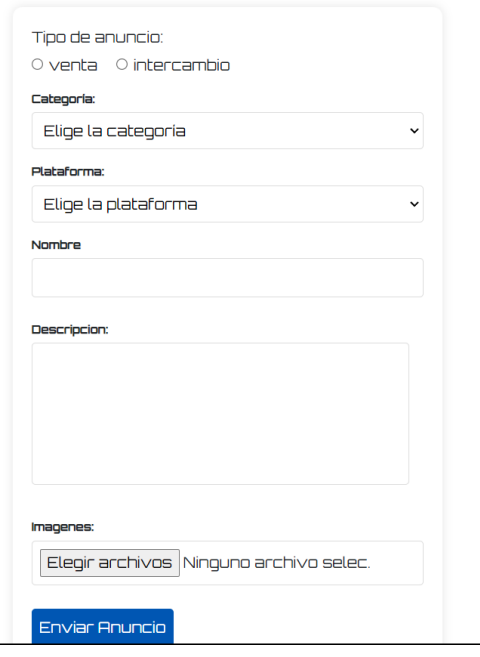 Tipo de anuncio:
venta intercambio
Categoría:
Elige la categoría
Plataforma:
Elige la plataforma
Nombre
Descripcion:
Imagenes:
Elegir archivos Ninguno archivo selec.
Enviar Anuncio